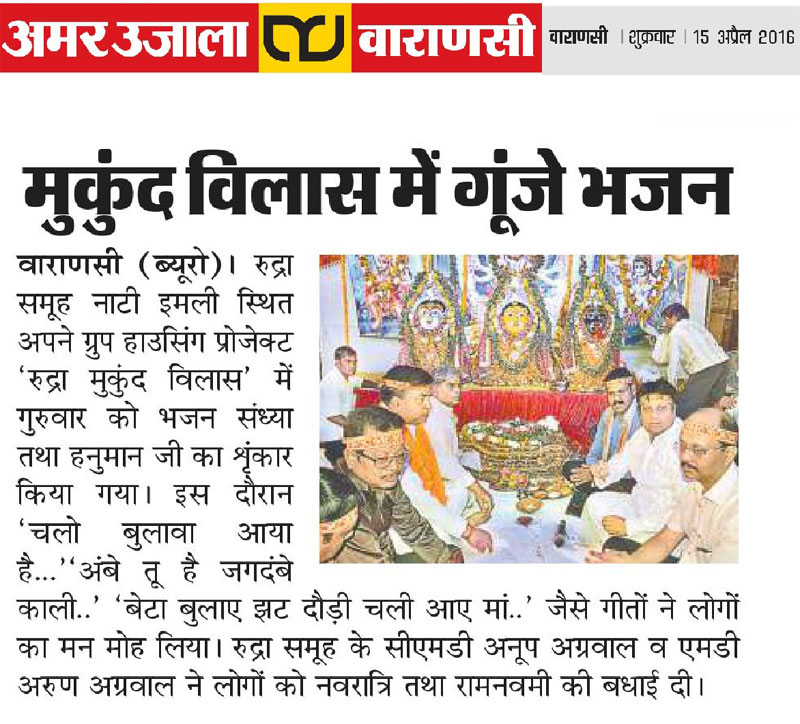 अमर उजाला वाराणसी वाराणसी । शुक्रवार । 15 अप्रैल 2016
मुकुंद विलास में गूंजे भजन
वाराणसी (ब्यूरो)। रुद्रा
समूह नाटी इमली स्थित
अपने ग्रुप हाउसिंग प्रोजेक्ट
‘रुद्रा मुकुंद विलास’ में
गुरुवार को भजन संध्या
तथा हनुमान जी का शृंकार
किया गया। इस दौरान
‘चलो बुलावा आया
है...’‘अंबे तू है जगदंबे
काली..’ ‘बेटा बुलाए झट दौड़ी चली आए मां..’ जैसे गीतों ने लोगों
का मन मोह लिया। रुद्रा समूह के सीएमडी अनूप अग्रवाल व एमडी
अरुण अग्रवाल ने लोगों को नवरात्रि तथा रामनवमी की बधाई दी।